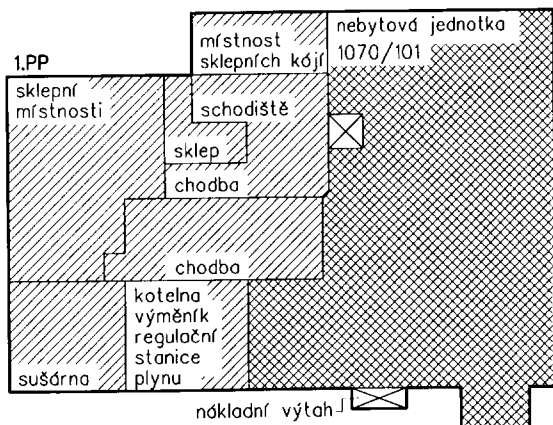 1.PP
sklepní
místnosti
místnost
sklepních kójí
nebytová jednotka
1070/101
schodiště
sklep
chodba
chodba
sušárna
kotelna
výměník
regulační
stanice
plynu
nákladní výtah